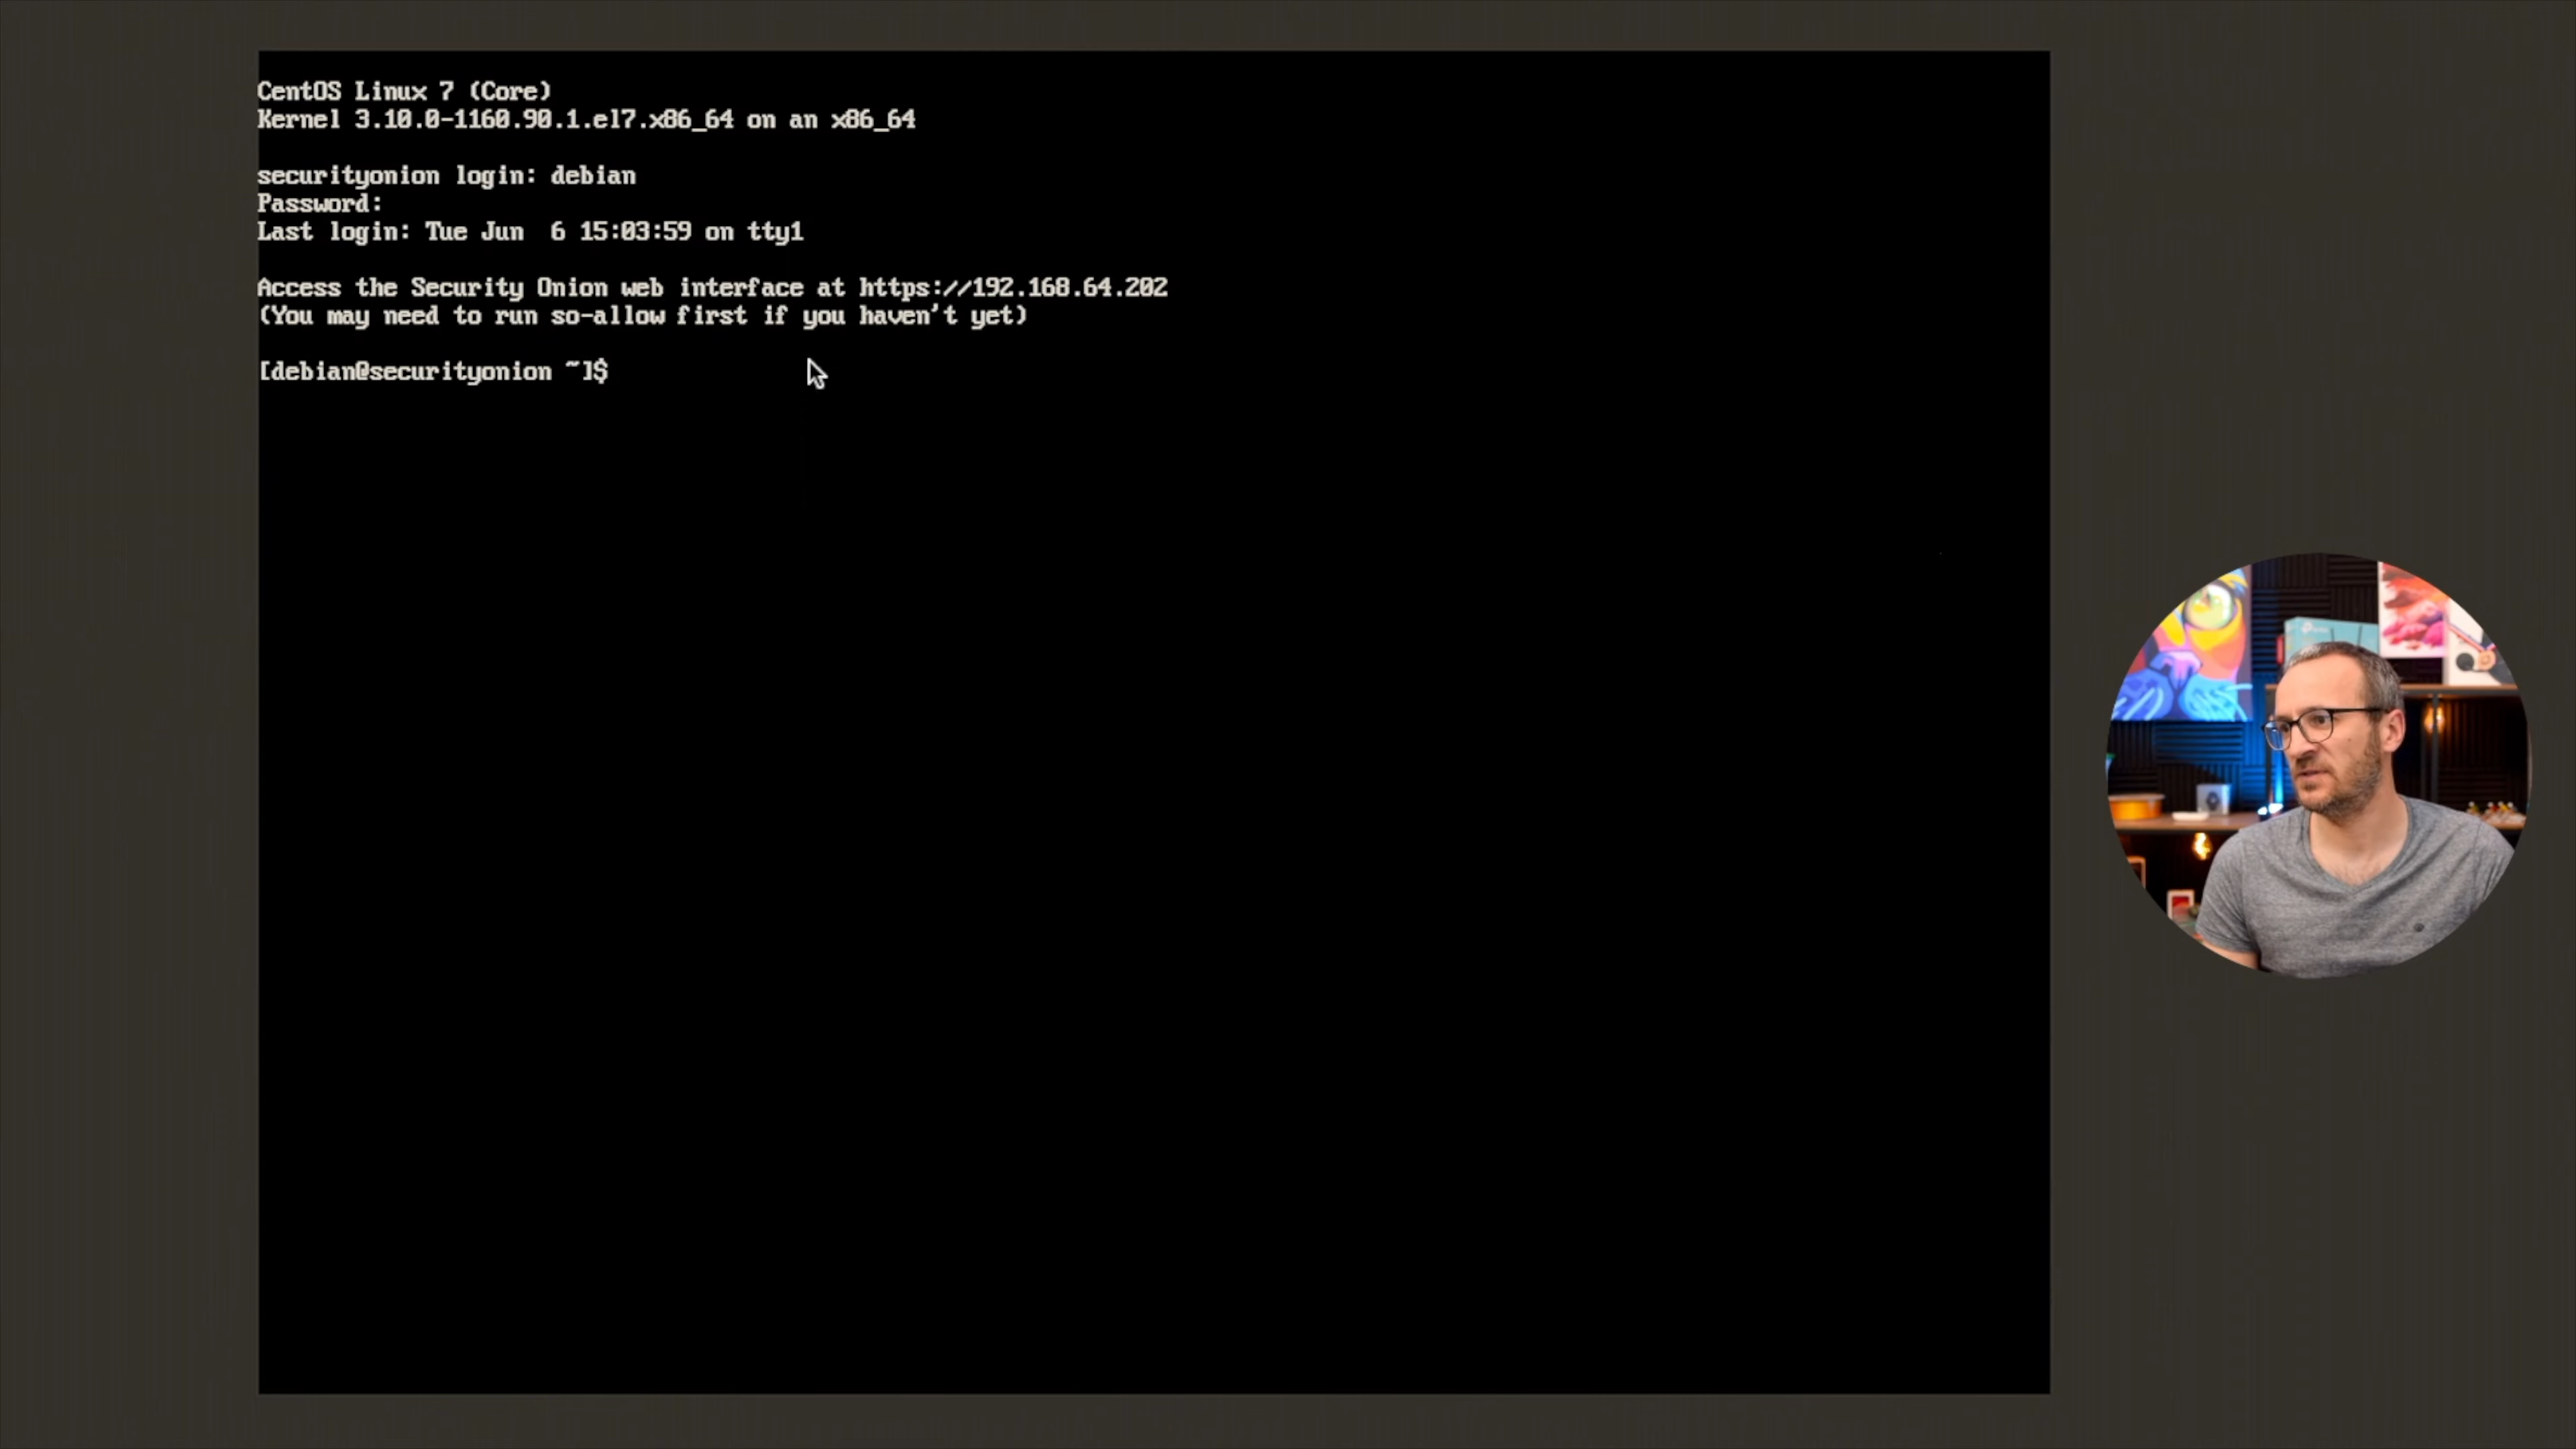 CentOS Linux 7 (Core)
Kernel 3.10.0-1160.90.1.el7.x86_64 on an x86_64
securityonion login: debian
Password:
Last login: Tue Jun  6 15:03:59 on tty1
Access the Security Onion web interface at https://192.168.64.202
(You may need to run so-allow first if you haven't yet)
[debian@securityonion ~]$